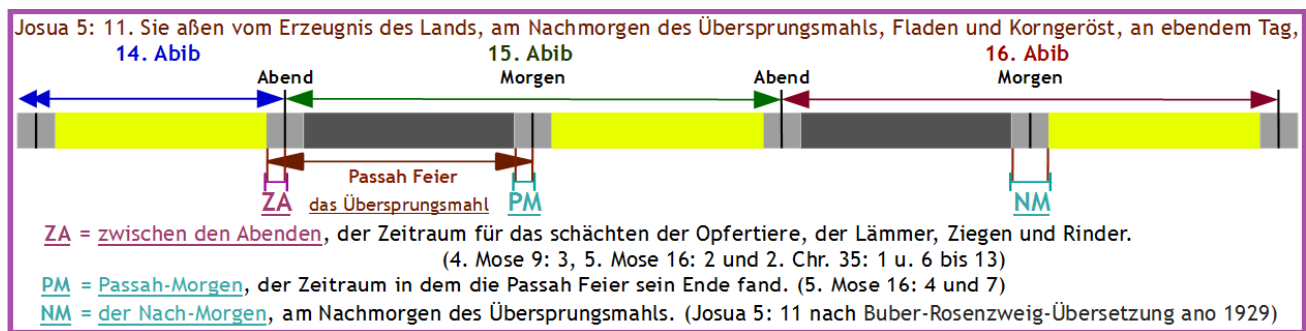 Josua 5: 11. Sie aßen vom Erzeugnis des Lands, am Nachmorgen des Übersprungsmahls, Fladen und Korngeröst, an ebendem Tag,
14. Abib 15. Abib 16. Abib
Abend Morgen Abend Morgen
Passah Feier
ZA das Übersprungsmahl PM NM
ZA = zwischen den Abenden, der Zeitraum für das schächten der Opfertiere, der Lämmer, Ziegen und Rinder.
(4. Mose 9: 3, 5. Mose 16: 2 und 2. Chr. 35: 1 u. 6 bis 13)
PM = Passah-Morgen, der Zeitraum in dem die Passah Feier sein Ende fand. (5. Mose 16: 4 und 7)
NM = der Nach-Morgen, am Nachmorgen des Übersprungsmahls. (Josua 5: 11 nach Buber-Rosenzweig-Übersetzung ano 1929)